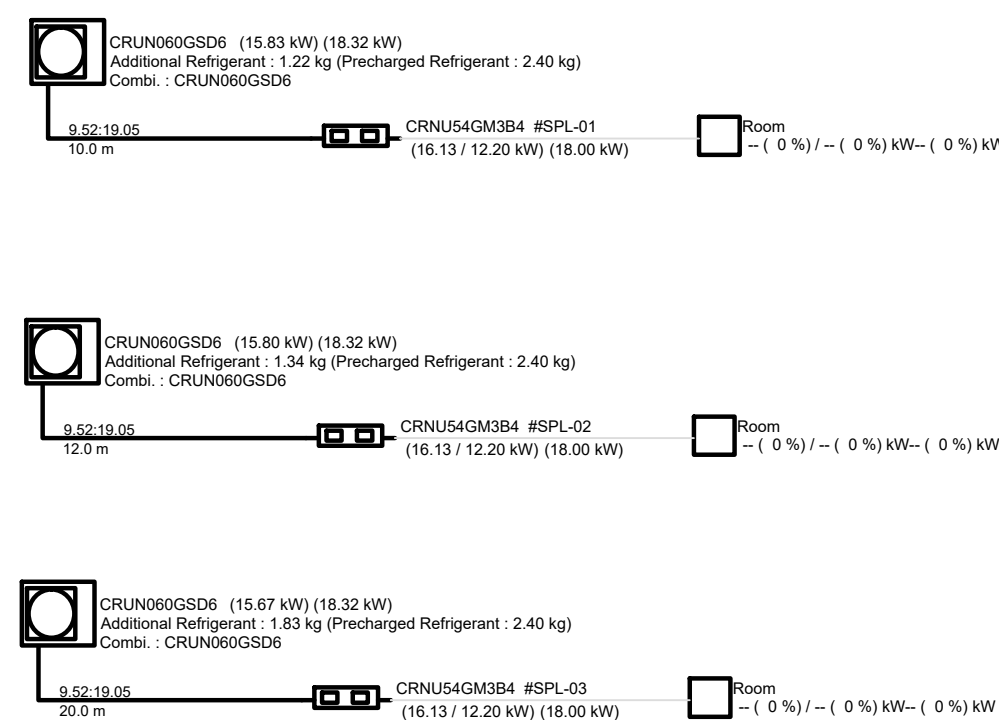 CRUN060GSD6 (15.83 kW) (18.32 kW)
Additional Refrigerant : 1.22 kg (Precharged Refrigerant : 2.40 kg)
Combi. : CRUN060GSD6
9.52:19.05
10.0 m
CRNU54GM3B4 #SPL-01
(16.13 / 12.20 kW) (18.00 kW)
Room
-- ( 0 %) / -- ( 0 %) kW-- ( 0 %) kW
CRUN060GSD6 (15.80 kW) (18.32 kW)
Additional Refrigerant : 1.34 kg (Precharged Refrigerant : 2.40 kg)
Combi. : CRUN060GSD6
9.52:19.05
12.0 m
CRNU54GM3B4 #SPL-02
(16.13 / 12.20 kW) (18.00 kW)
Room
-- ( 0 %) / -- ( 0 %) kW-- ( 0 %) kW
CRUN060GSD6 (15.67 kW) (18.32 kW)
Additional Refrigerant : 1.83 kg (Precharged Refrigerant : 2.40 kg)
Combi. : CRUN060GSD6
9.52:19.05
20.0 m
CRNU54GM3B4 #SPL-03
(16.13 / 12.20 kW) (18.00 kW)
Room
-- ( 0 %) / -- ( 0 %) kW-- ( 0 %) kW